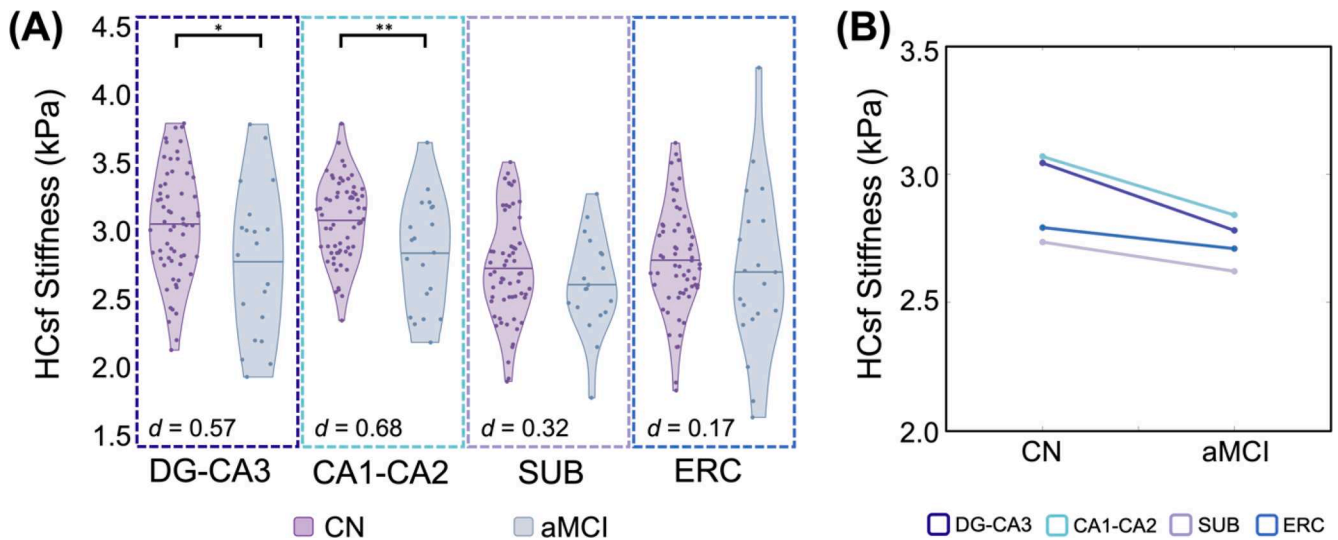 (A)
HCsf Stiffness (kPa)
4.5
4.0
3.5
3.0
2.5
2.0
1.5
*
**
d = 0.57
d = 0.68
d = 0.32
d = 0.17
DG-CA3
CA1-CA2
SUB
ERC
CN
aMCI
(B)
HCsf Stiffness (kPa)
3.5
3.0
2.5
2.0
CN
aMCI
DG-CA3
CA1-CA2
SUB
ERC